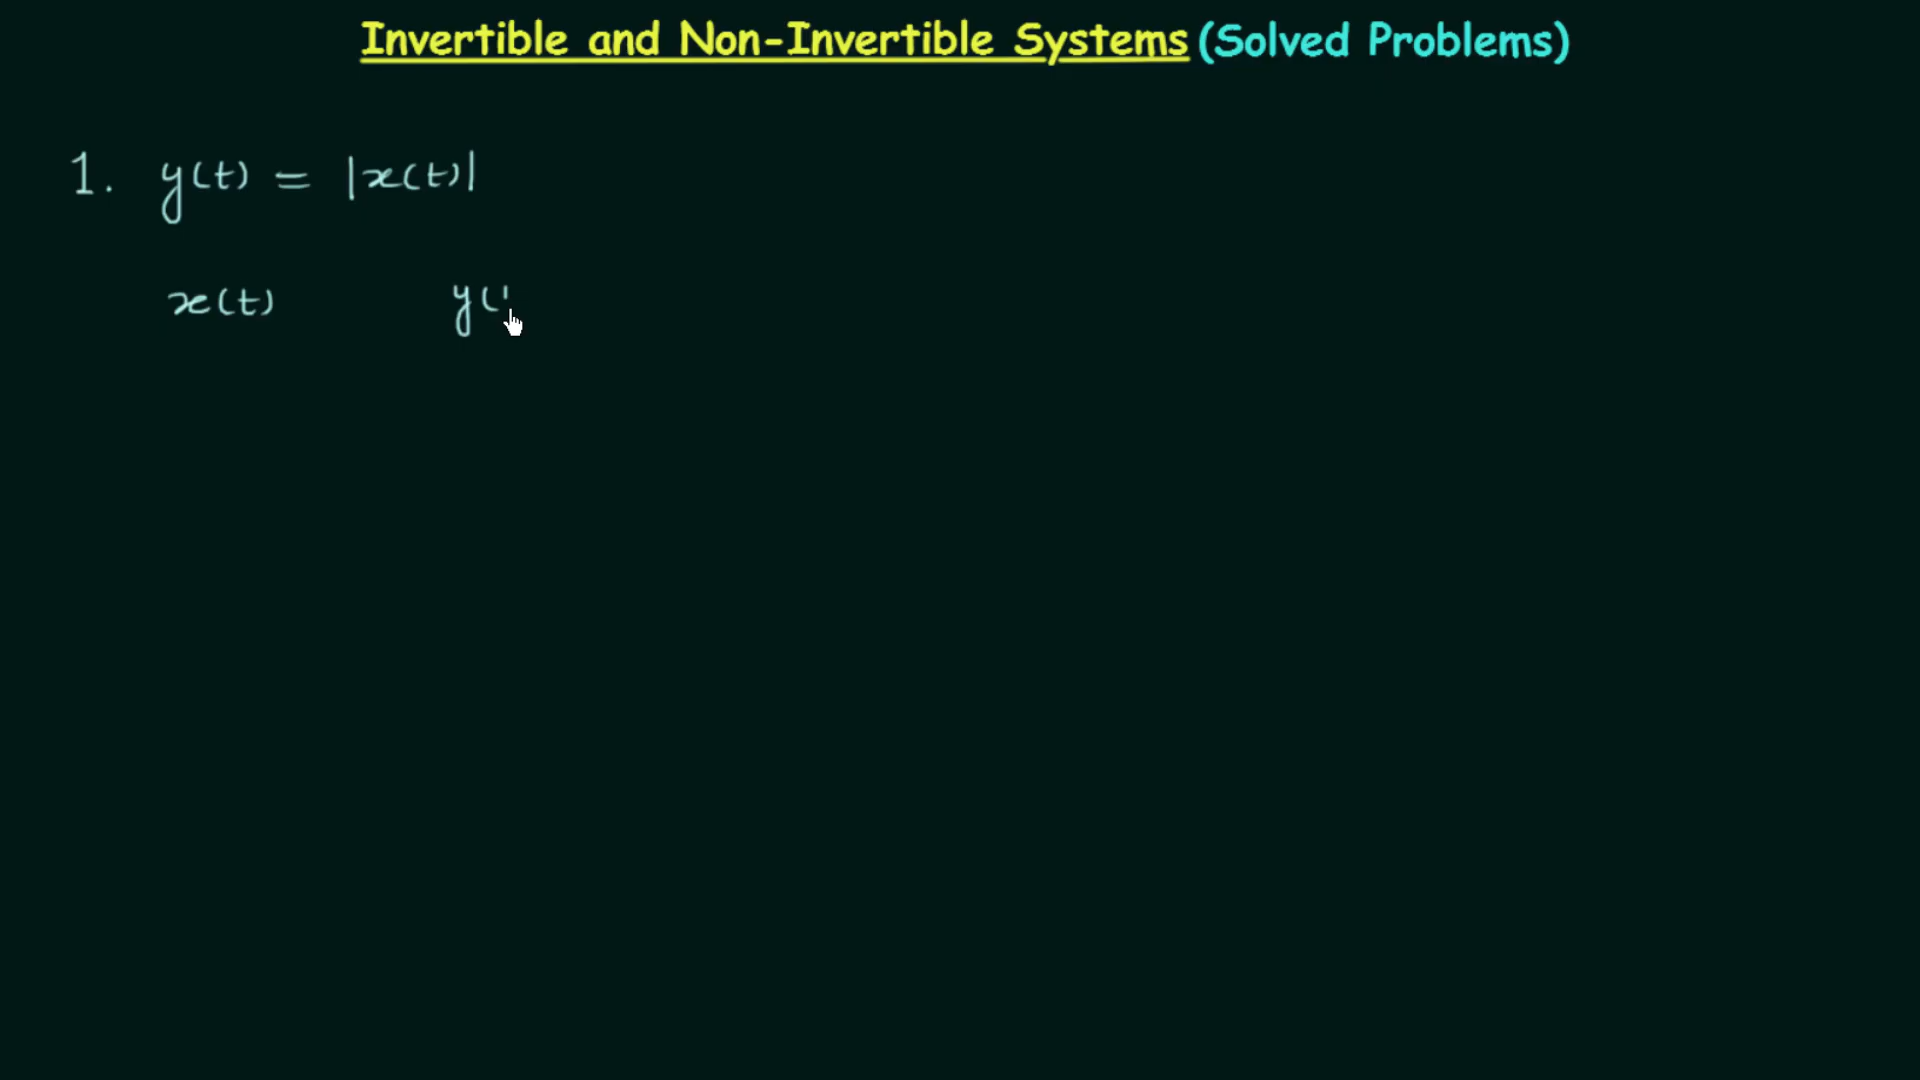 Invertible and Non-Invertible Systems (Solved Problems)
1. y(t) = |x(t)|
x(t) y(